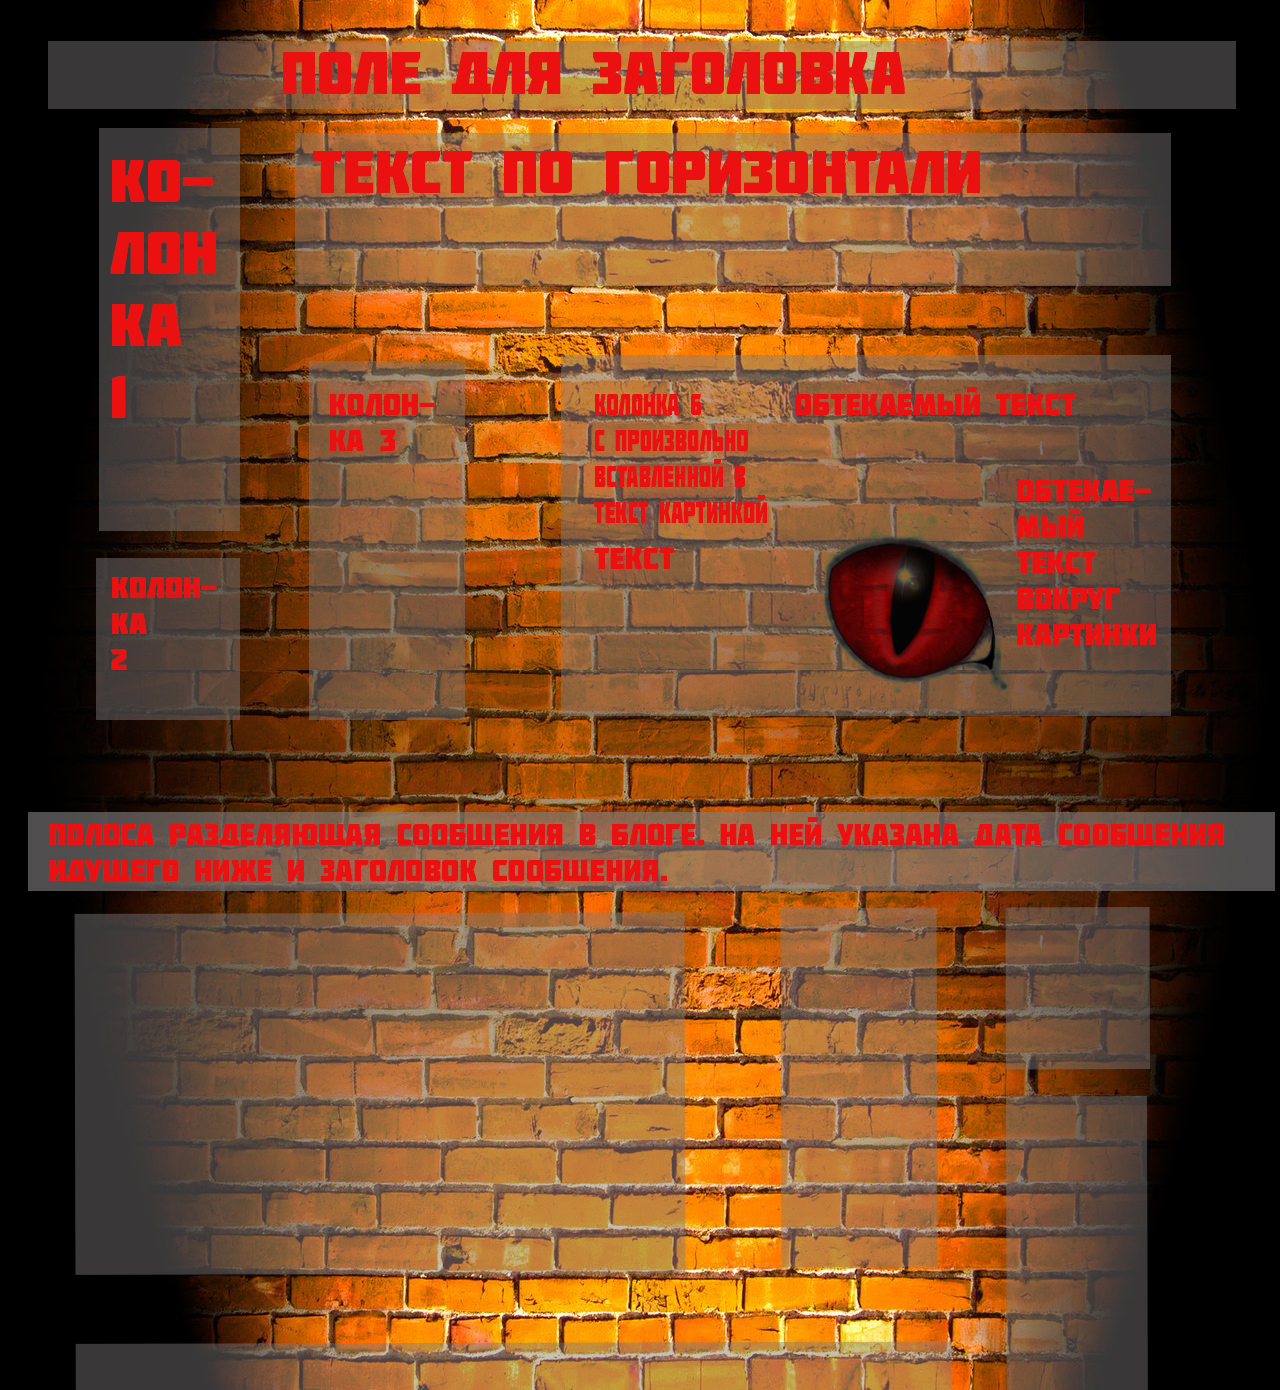 ПОЛЕ ДЛЯ ЗАГОЛОВКА
ТЕКСТ ПО ГОРИЗОНТАЛИ
КО-
ЛОН
КА
1
КОЛОН-
КА
2
КОЛОН-
КА 3
КОЛОНКА Б
С ПРОИЗВОЛЬНО
ВСТАВЛЕННОЙ В
ТЕКСТ КАРТИНКОЙ
ТЕКСТ
ОБТЕКАЕМЫЙ ТЕКСТ
ОБТЕКАЕ-
МЫЙ
ТЕКСТ
ВОКРУГ
КАРТИНКИ
ПОЛОСА РАЗДЕЛЯЮЩАЯ СООБЩЕНИЯ В БЛОГЕ. НА НЕЙ УКАЗАНА ДАТА СООБЩЕНИЯ
ИДУЩЕГО НИЖЕ И ЗАГОЛОВОК СООБЩЕНИЯ.